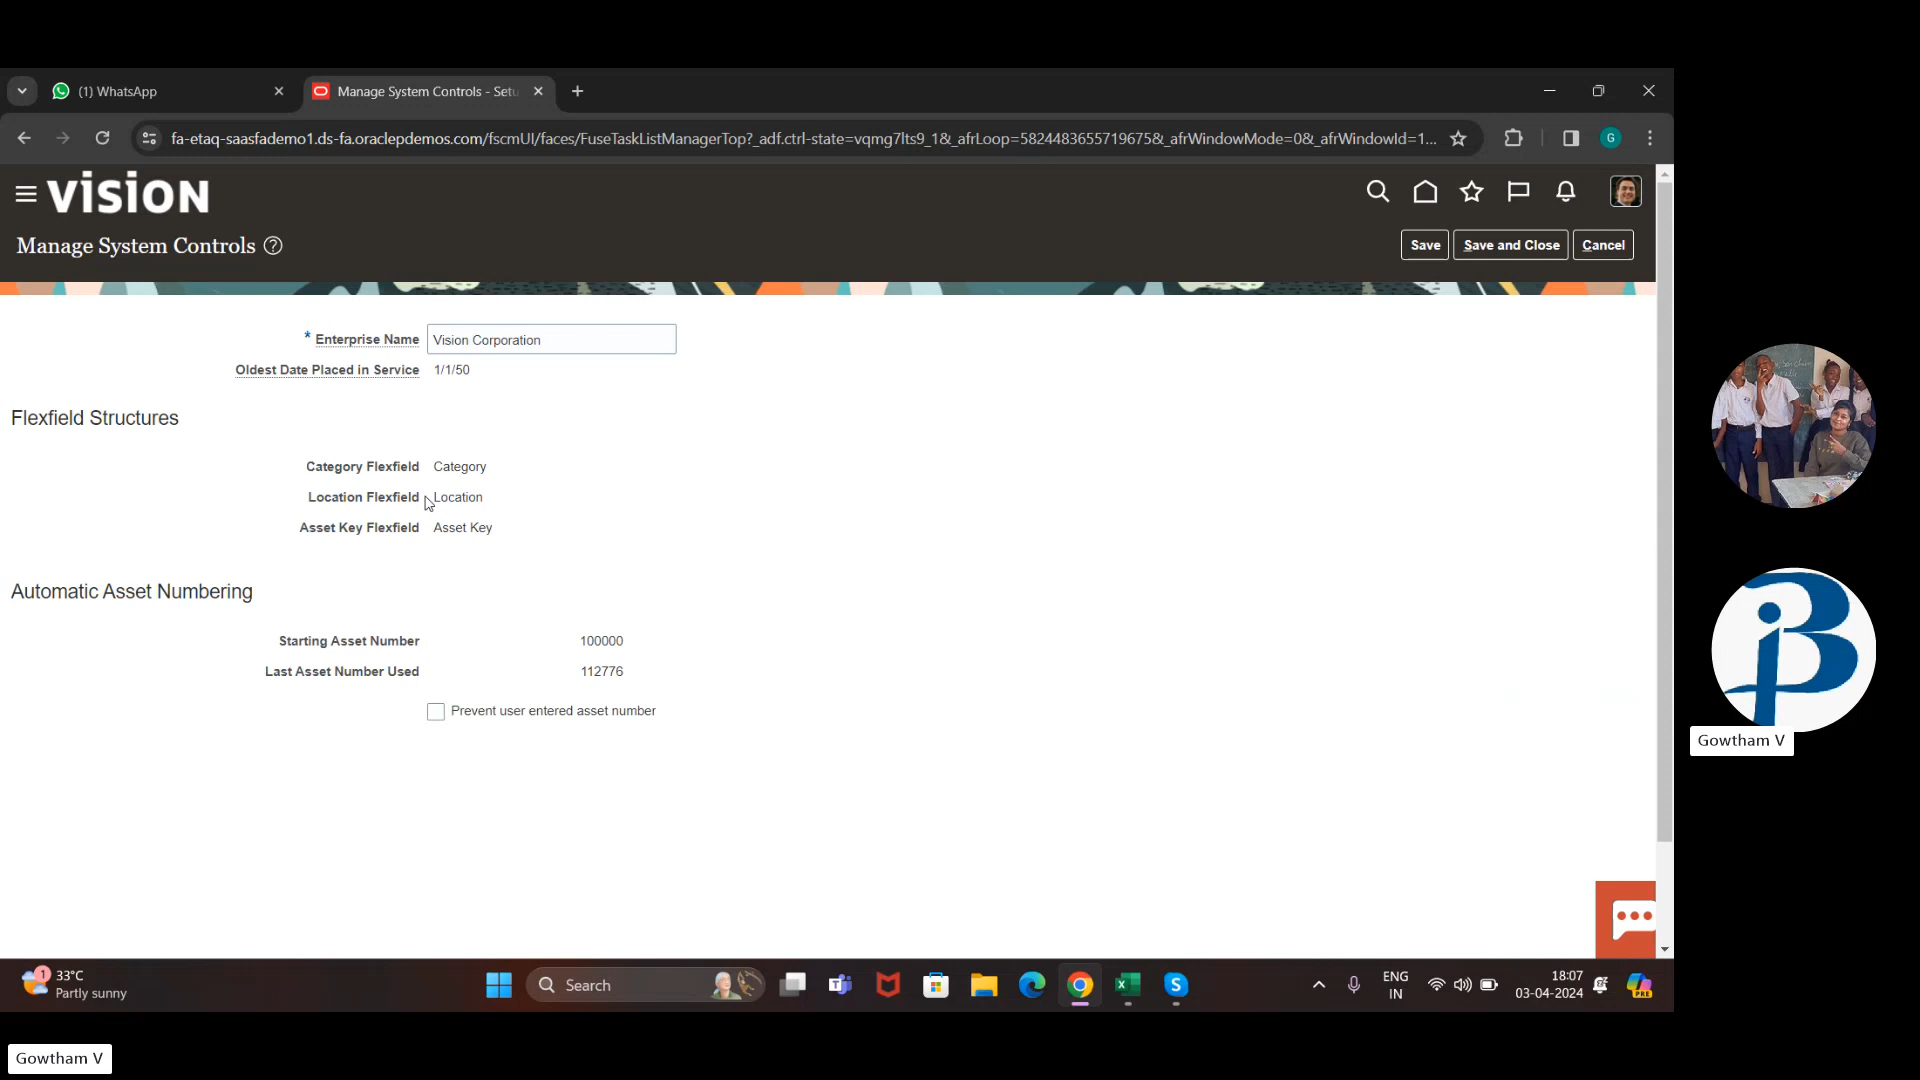 (1) WhatsApp
Manage System Controls - Setu
fa-etaq-saasfademo1.ds-fa.oraclepdemos.com/fscmUI/faces/FuseTaskListManagerTop?_adf.ctrl-state=vqmg7lts9_1&_afrLoop=5824483655719675&_afrWindowMode=0&_afrWindowId=1...
G
VISION
Manage System Controls ?
Save
Save and Close
Cancel
* Enterprise Name Vision Corporation
Oldest Date Placed in Service 1/1/50
Flexfield Structures
Category Flexfield Category
Location Flexfield Location
Asset Key Flexfield Asset Key
Automatic Asset Numbering
Starting Asset Number 100000
Last Asset Number Used 112776
Prevent user entered asset number
Gowtham V
1
33°C
Partly sunny
Search
ENG
IN
18:07
03-04-2024
PRE
Gowtham V